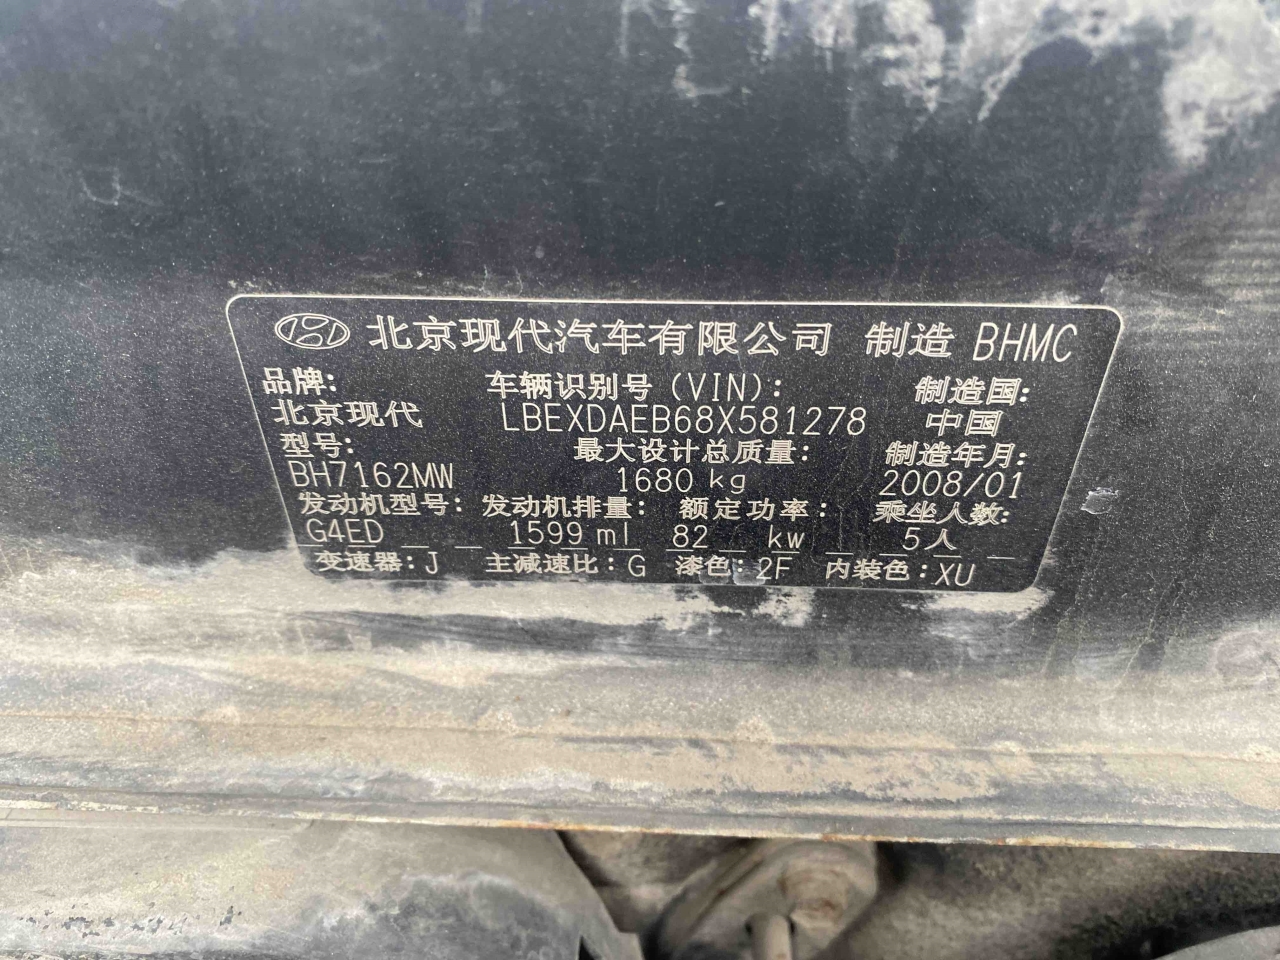 北京现代汽车有限公司 制造 BHMC
品牌: 车辆识别号 (VIN): 制造国:
北京现代 LBEXDAEB68X581278 中国
型号: 最大设计总质量: 制造年月:
BH7162MW 1680 kg 2008/01
发动机型号: 发动机排量: 额定功率: 乘坐人数:
G4ED 1599 ml 82 kw 5人
变速器: J 主减速比: G 漆色: 2F 内装色: XU